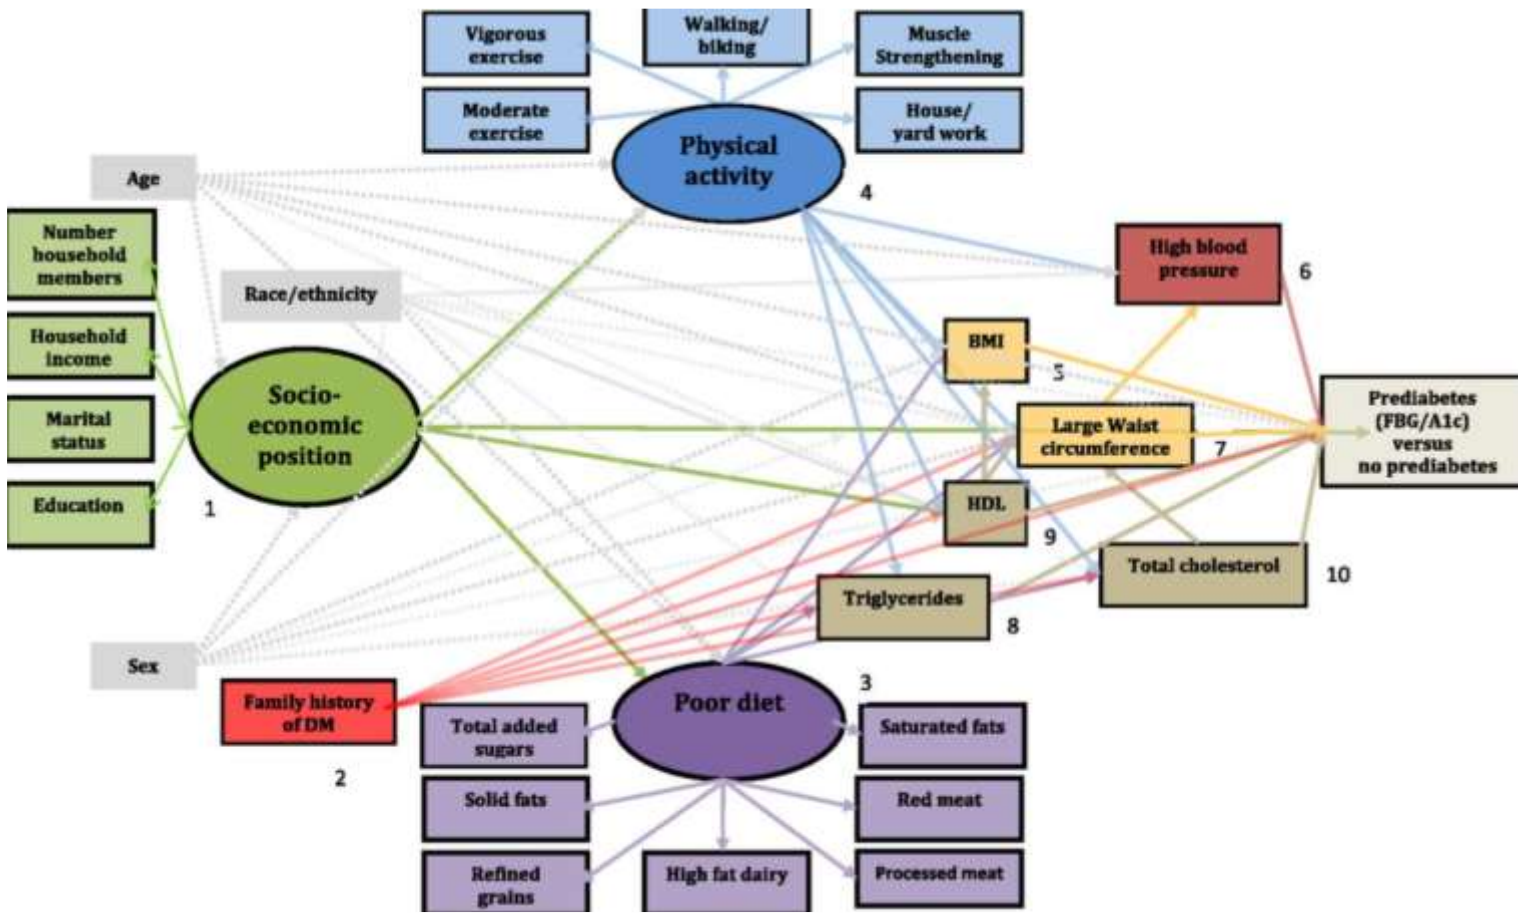 Vigorous
exercise
Walking/
biking
Muscle
Strengthening
Moderate
exercise
House/
yard work
Physical
activity
4
Age
Number
household
members
Race/ethnicity
High blood
pressure
6
Household
income
BMI
5
Socio-
economic
position
Marital
status
Large Waist
circumference
7
Prediabetes
(FBG/A1c)
versus
no prediabetes
Education
1
HDL
9
Total cholesterol
10
Triglycerides
8
Sex
Family history
of DM
2
Poor diet
3
Total added
sugars
Saturated fats
Solid fats
Red meat
Refined
grains
High fat dairy
Processed meat